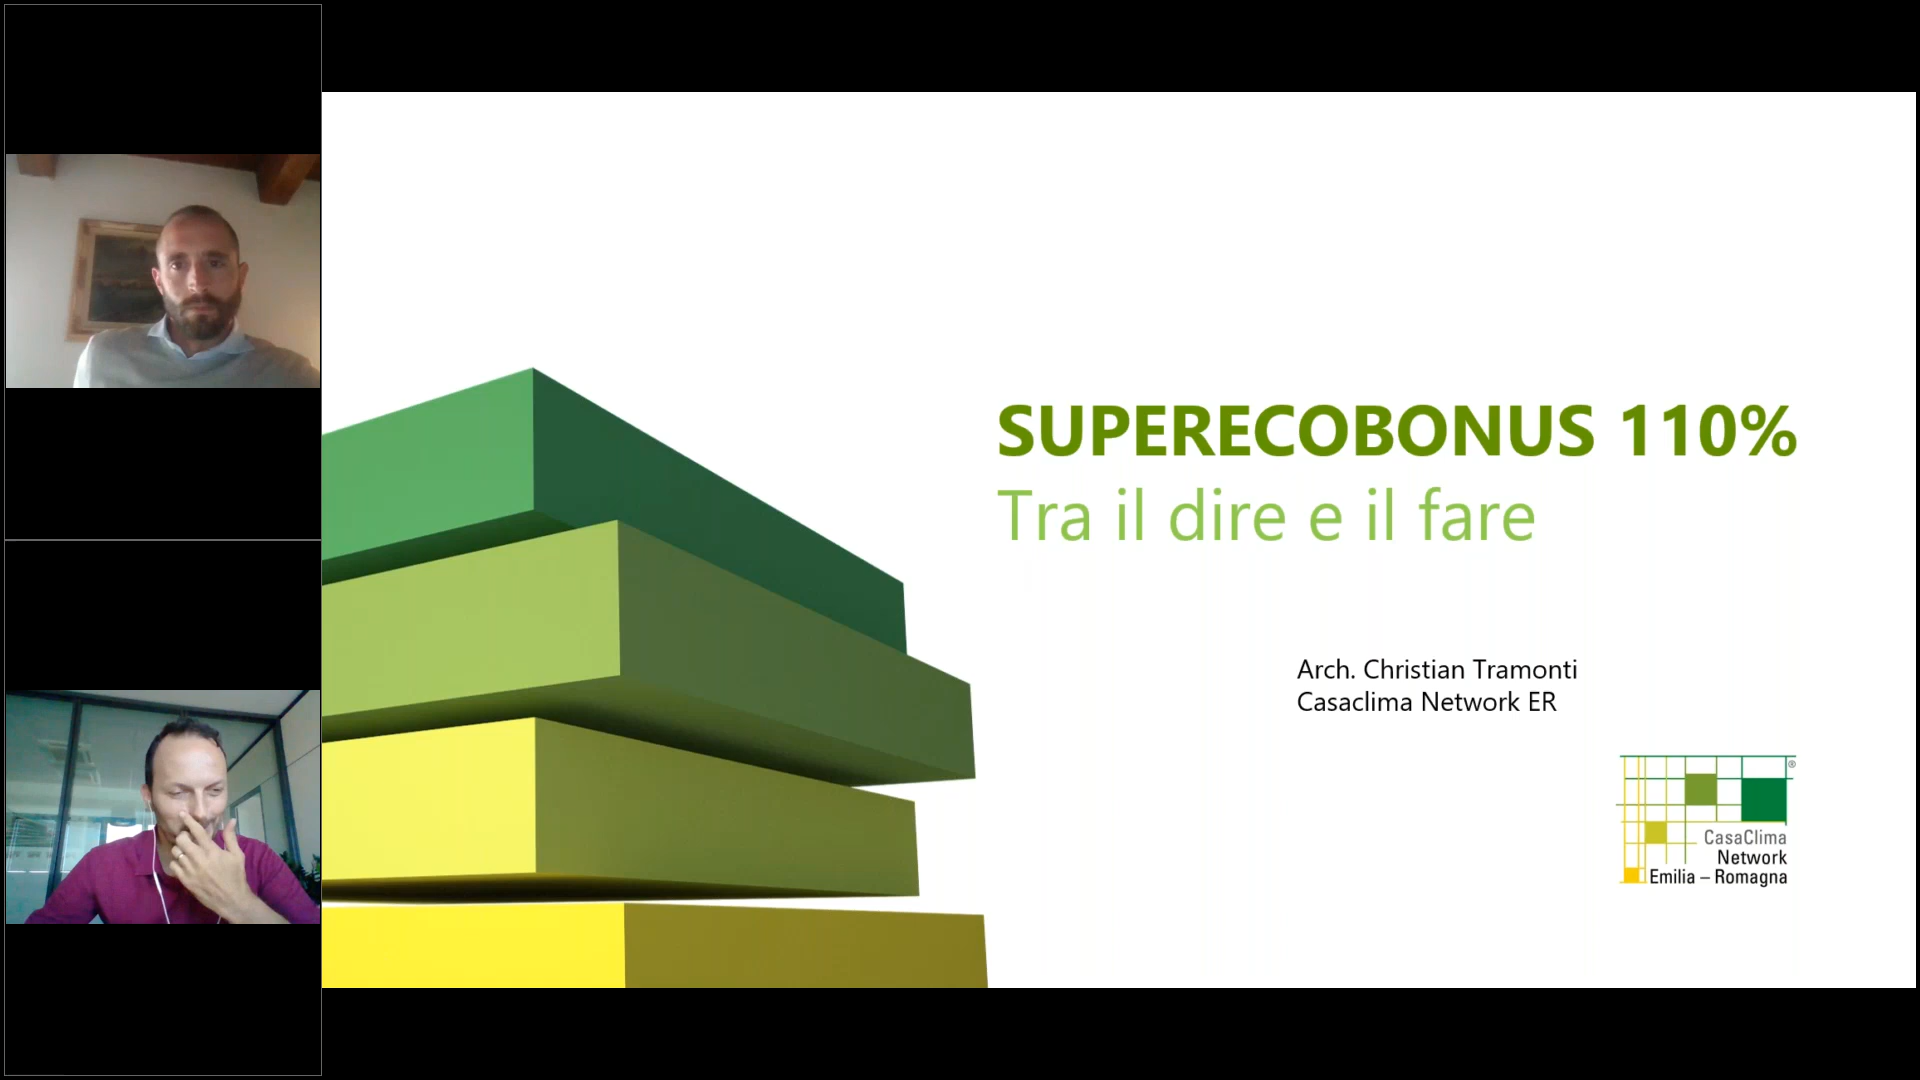 SUPERECOBONUS 110%
Tra il dire e il fare
Arch. Christian Tramonti
Casaclima Network ER
®
CasaClima
Network
Emilia – Romagna